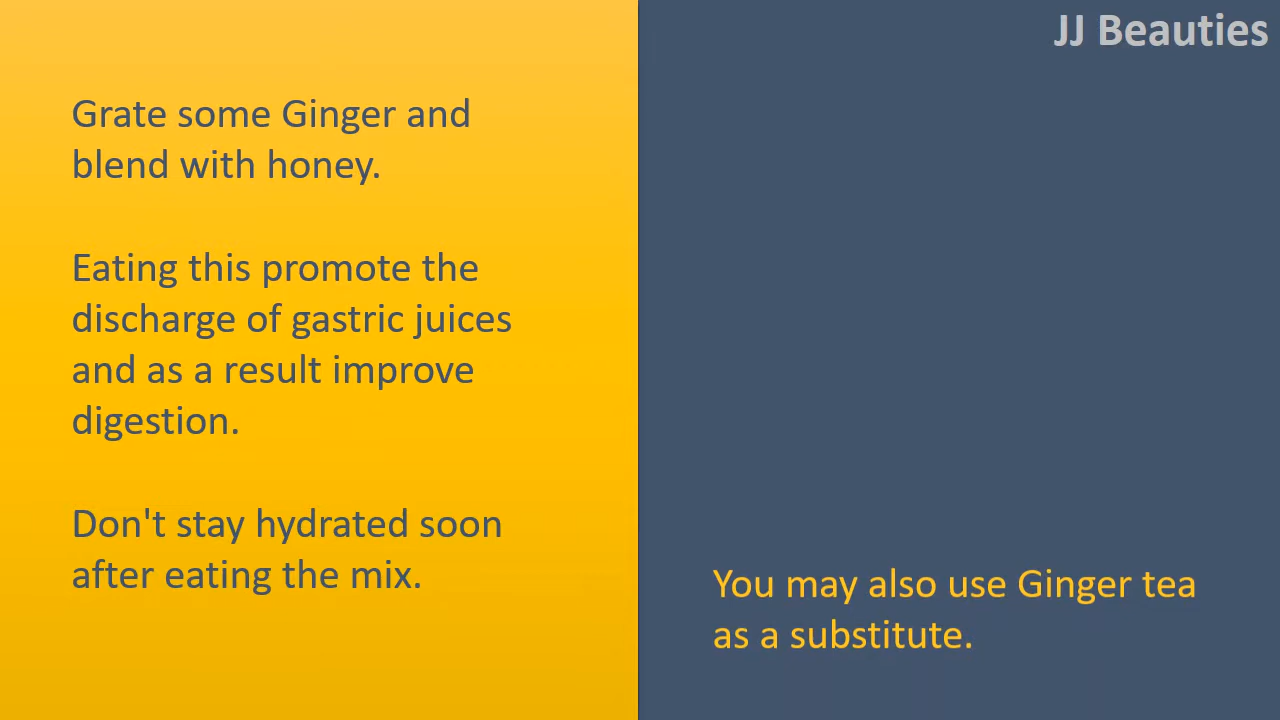 JJ Beauties
Grate some Ginger and
blend with honey.
Eating this promote the
discharge of gastric juices
and as a result improve
digestion.
Don't stay hydrated soon
after eating the mix.
You may also use Ginger tea
as a substitute.